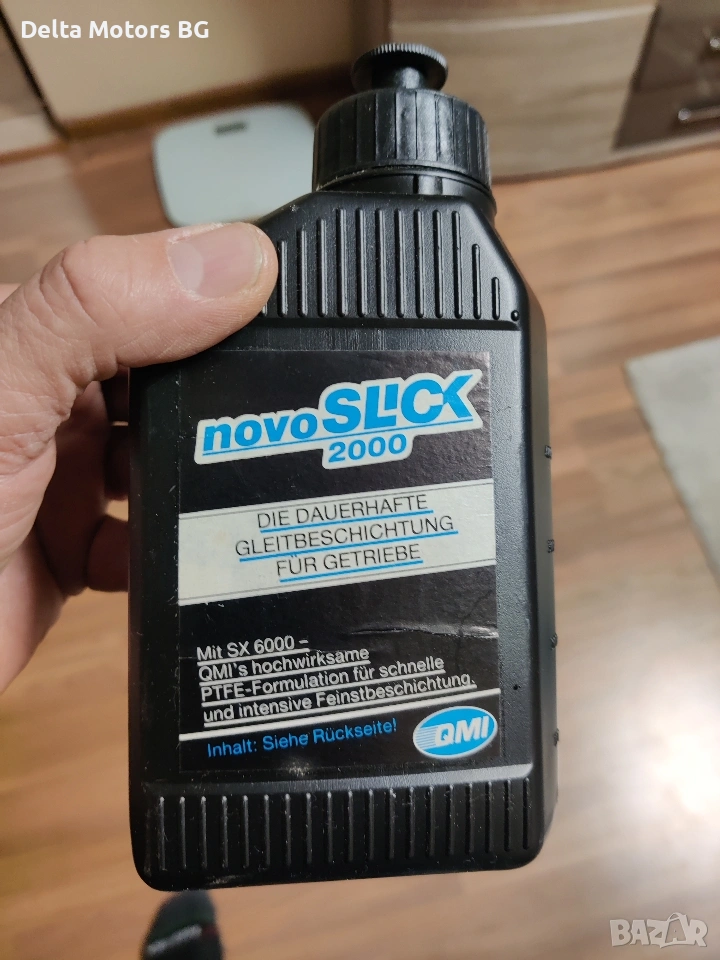 Delta Motors BG
novoSLICK
2000
DIE DAUERHAFTE
GLEITBESCHICHTUNG
FÜR GETRIEBE
Mit SX 6000 –
QMI's hochwirksame
PTFE-Formulation für schnelle
und intensive Feinstbeschichtung.
Inhalt: Siehe Rückseite!
QMI
BAZAR